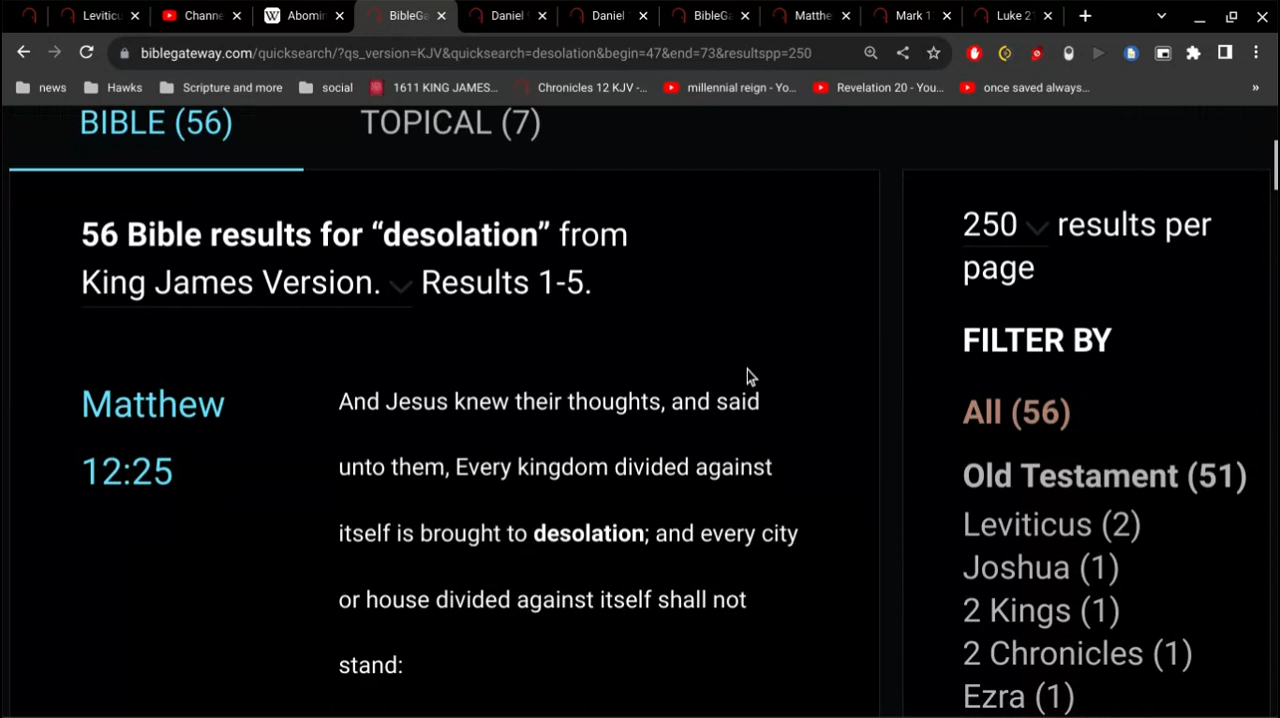 Leviticu
Channe
W Abomin
BibleGa
Daniel
Daniel
BibleG
Matthe
Mark 1
Luke 2
biblegateway.com/quicksearch/?qs_version=KJV&quicksearch=desolation&begin=47&end=73&resultspp=250
news
Hawks
Scripture and more
social
1611 KING JAMES...
Chronicles 12 KJV -...
millennial reign - Yo...
Revelation 20 - You...
once saved always...
»
BIBLE (56)
TOPICAL (7)
56 Bible results for “desolation” from
King James Version. Results 1-5.
Matthew
12:25
And Jesus knew their thoughts, and said
unto them, Every kingdom divided against
itself is brought to desolation; and every city
or house divided against itself shall not
stand:
250 results per
page
FILTER BY
All (56)
Old Testament (51)
Leviticus (2)
Joshua (1)
2 Kings (1)
2 Chronicles (1)
Ezra (1)